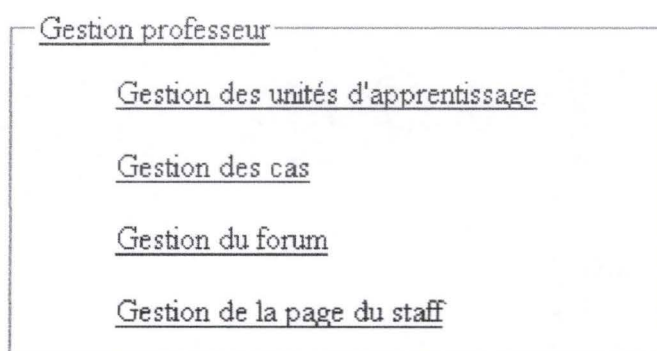 Gestion professeur
Gestion des unités d'apprentissage
Gestion des cas
Gestion du forum
Gestion de la page du staff